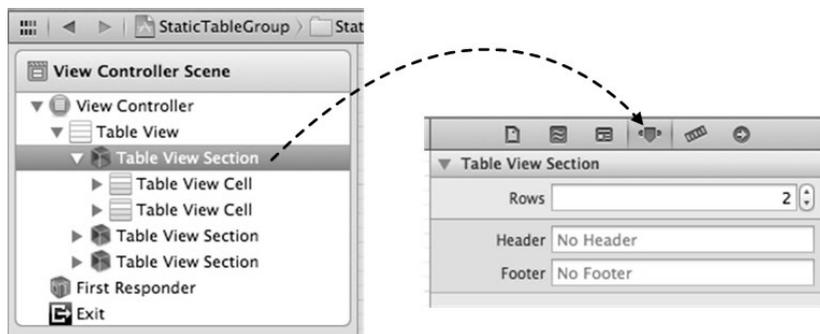 StaticTableGroup
Stat
View Controller Scene
View Controller
Table View
Table View Section
Table View Cell
Table View Cell
Table View Section
Table View Section
First Responder
Exit
Table View Section
Rows 2
Header No Header
Footer No Footer